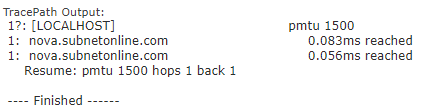 TracePath Output:
1?: [LOCALHOST] pmtu 1500
1: nova.subnetonline.com 0.083ms reached
1: nova.subnetonline.com 0.056ms reached
Resume: pmtu 1500 hops 1 back 1
---- Finished ------